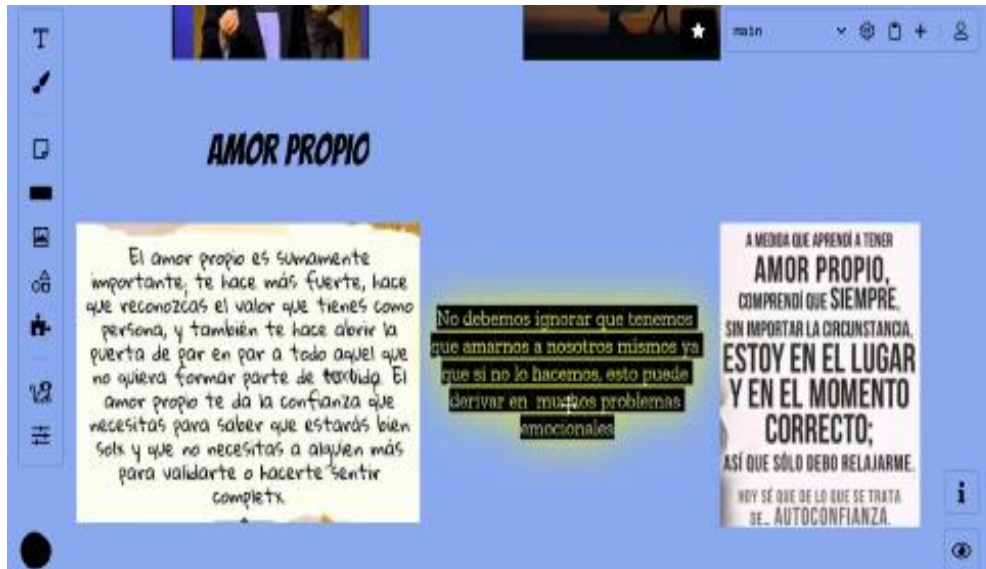 T
main
AMOR PROPIO
El amor propio es sumamente
importante, te hace más fuerte, hace
que reconozcas el valor que tienes como
persona, y también te hace abrir la
puerta de par en par a todo aquel que
no quiera formar parte de tu vida. El
amor propio te da la confianza que
necesitas para saber que estarás bien
solx y que no necesitas a alguien más
para validarte o hacerte sentir
completx.
No debemos ignorar que tenemos
que amarnos a nosotros mismos ya
que si no lo hacemos, esto puede
derivar en muchos problemas
emocionales
A MEDIDA QUE APRENDÍ A TENER
AMOR PROPIO,
COMPRENDÍ QUE SIEMPRE,
SIN IMPORTAR LA CIRCUNSTANCIA,
ESTOY EN EL LUGAR
Y EN EL MOMENTO
CORRECTO;
ASÍ QUE SÓLO DEBO RELAJARME.
HOY SÉ QUE DE LO QUE SE TRATA
ES... AUTOCONFIANZA.
i